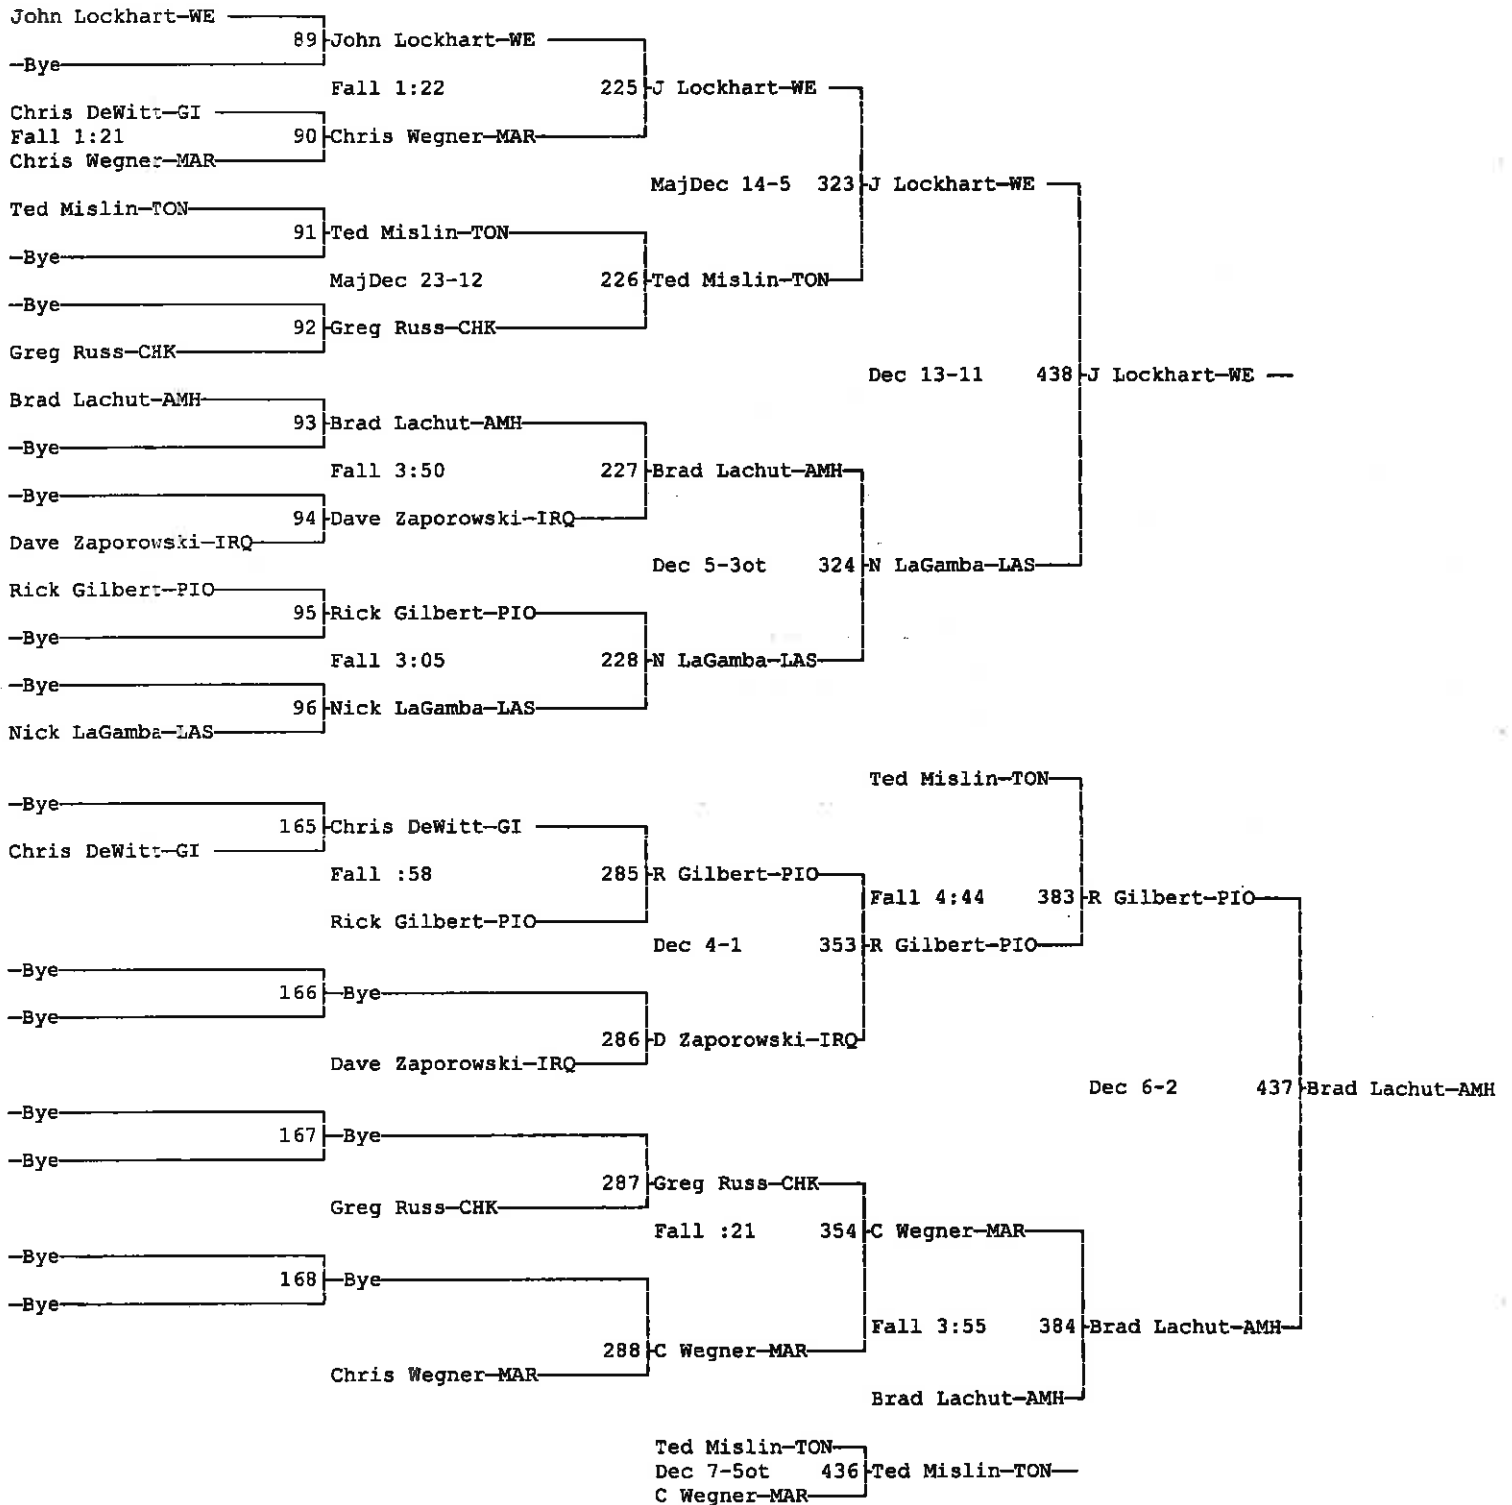 John Lockhart-WE
89 John Lockhart-WE
-Bye
Fall 1:22 225 J Lockhart-WE
Chris DeWitt-GI
Fall 1:21 90 Chris Wegner-MAR
Chris Wegner-MAR
MajDec 14-5 323 J Lockhart-WE
Ted Mislin-TON
91 Ted Mislin-TON
-Bye
MajDec 23-12 226 Ted Mislin-TON
-Bye
92 Greg Russ-CHK
Greg Russ-CHK
Dec 13-11 438 J Lockhart-WE
Brad Lachut-AMH
93 Brad Lachut-AMH
-Bye
Fall 3:50 227 Brad Lachut-AMH
-Bye
94 Dave Zaporowski-IRQ
Dave Zaporowski-IRQ
Dec 5-3ot 324 N LaGamba-LAS
Rick Gilbert-PIO
95 Rick Gilbert-PIO
-Bye
Fall 3:05 228 N LaGamba-LAS
-Bye
96 Nick LaGamba-LAS
Nick LaGamba-LAS
Ted Mislin-TON
-Bye
165 Chris DeWitt-GI
Chris DeWitt-GI
Fall :58 285 R Gilbert-PIO
Fall 4:44 383 R Gilbert-PIO
Rick Gilbert-PIO
Dec 4-1 353 R Gilbert-PIO
-Bye
166 -Bye
-Bye
286 D Zaporowski-IRQ
Dave Zaporowski-IRQ
Dec 6-2 437 Brad Lachut-AMH
-Bye
167 -Bye
-Bye
287 Greg Russ-CHK
Greg Russ-CHK
Fall :21 354 C Wegner-MAR
-Bye
168 -Bye
-Bye
Fall 3:55 384 Brad Lachut-AMH
288 C Wegner-MAR
Chris Wegner-MAR
Brad Lachut-AMH
Ted Mislin-TON
Dec 7-5ot 436 Ted Mislin-TON
C Wegner-MAR